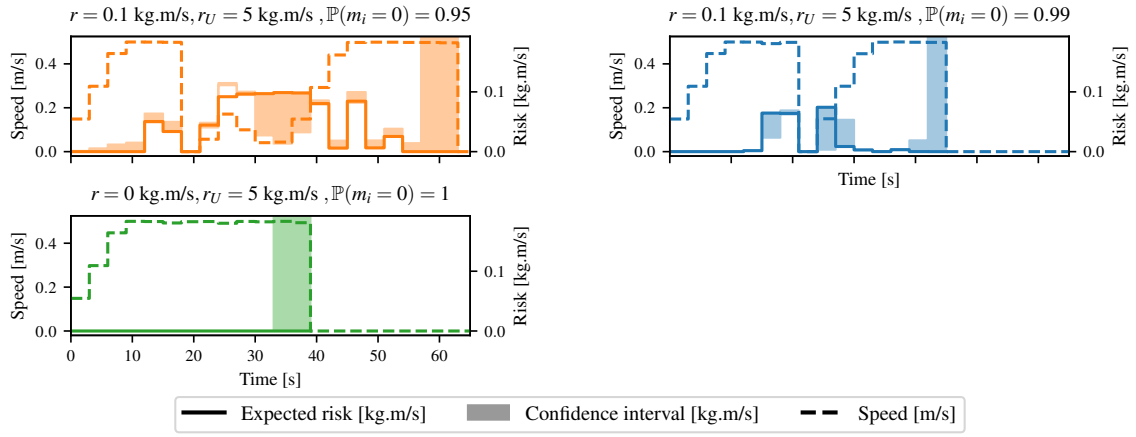 r = 0.1 kg.m/s, r_U = 5 kg.m/s , ℙ(m_i = 0) = 0.95
r = 0.1 kg.m/s, r_U = 5 kg.m/s , ℙ(m_i = 0) = 0.99
Speed [m/s]
0.4
0.2
0.0
0.1
0.0
Risk [kg.m/s]
Speed [m/s]
0.4
0.2
0.0
0.1
0.0
Risk [kg.m/s]
Time [s]
r = 0 kg.m/s, r_U = 5 kg.m/s , ℙ(m_i = 0) = 1
Speed [m/s]
0.4
0.2
0.0
0.1
0.0
Risk [kg.m/s]
0 10 20 30 40 50 60
Time [s]
Expected risk [kg.m/s] Confidence interval [kg.m/s] Speed [m/s]